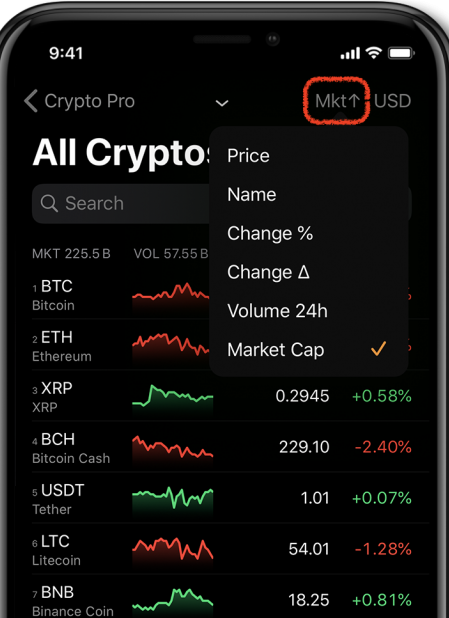 9:41
Crypto Pro
Mkt↑ USD
All Cryptos
Price
Name
Change %
Change Δ
Volume 24h
Market Cap ✓
Search
MKT 225.5 B VOL 57.55 B
1 BTC
Bitcoin
2 ETH
Ethereum
3 XRP 0.2945 +0.58%
XRP
4 BCH 229.10 -2.40%
Bitcoin Cash
5 USDT 1.01 +0.07%
Tether
6 LTC 54.01 -1.28%
Litecoin
7 BNB 18.25 +0.81%
Binance Coin